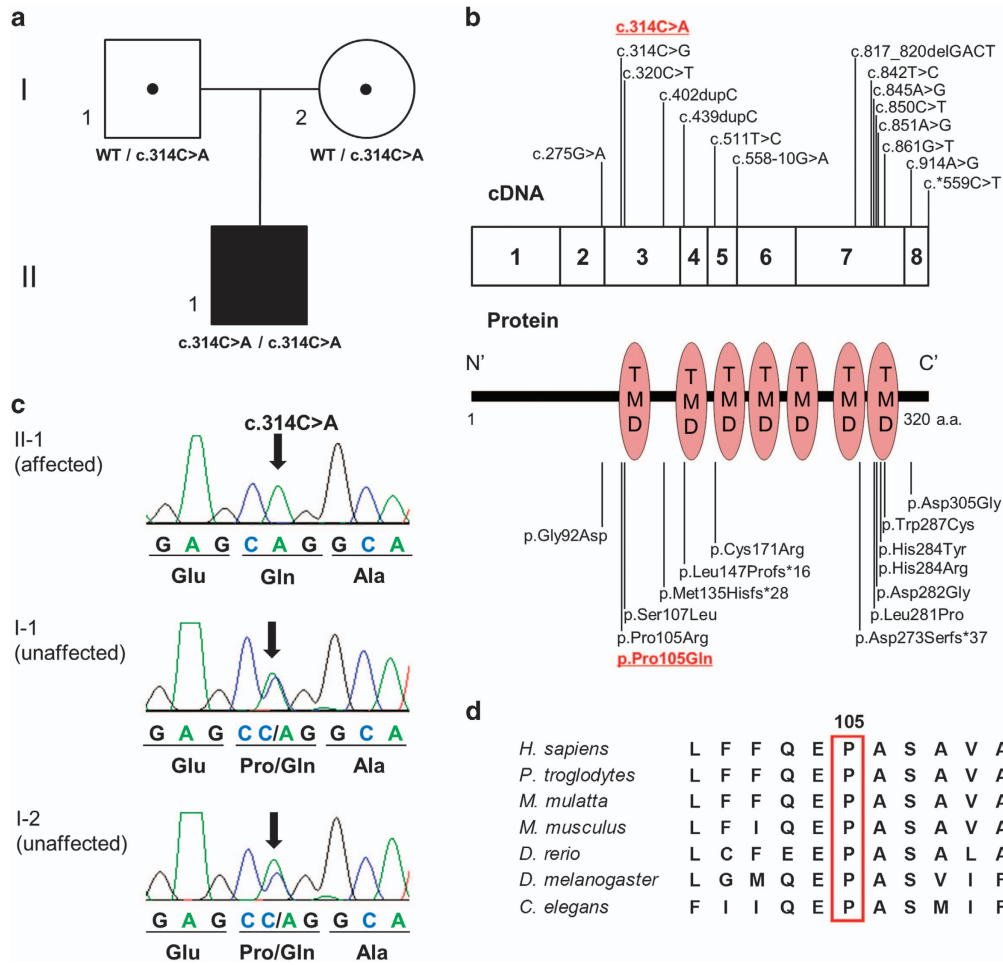 a
I
1
2
WT / c.314C>A
WT / c.314C>A
II
1
c.314C>A / c.314C>A
b
c.314C>A
c.314C>G
c.320C>T
c.402dupC
c.439dupC
c.511T>C
c.558-10G>A
c.275G>A
c.817_820delGACT
c.842T>C
c.845A>G
c.850C>T
c.851A>G
c.861G>T
c.914A>G
c.*559C>T
cDNA
1 2 3 4 5 6 7 8
Protein
N' C'
TMD TMD TMD TMD TMD TMD TMD
1 320 a.a.
p.Gly92Asp
p.Cys171Arg
p.Leu147Profs*16
p.Met135Hisfs*28
p.Ser107Leu
p.Pro105Arg
p.Pro105Gln
p.Asp305Gly
p.Trp287Cys
p.His284Tyr
p.His284Arg
p.Asp282Gly
p.Leu281Pro
p.Asp273Serfs*37
c
c.314C>A
II-1
(affected)
G A G C A G G C A
Glu Gln Ala
I-1
(unaffected)
G A G C C/A G G C A
Glu Pro/Gln Ala
I-2
(unaffected)
G A G C C/A G G C A
Glu Pro/Gln Ala
d
105
H. sapiens L F F Q E P A S A V A
P. troglodytes L F F Q E P A S A V A
M. mulatta L F F Q E P A S A V A
M. musculus L F I Q E P A S A V A
D. rerio L C F E E P A S A L A
D. melanogaster L G M Q E P A S V I
C. elegans F I I Q E P A S M I